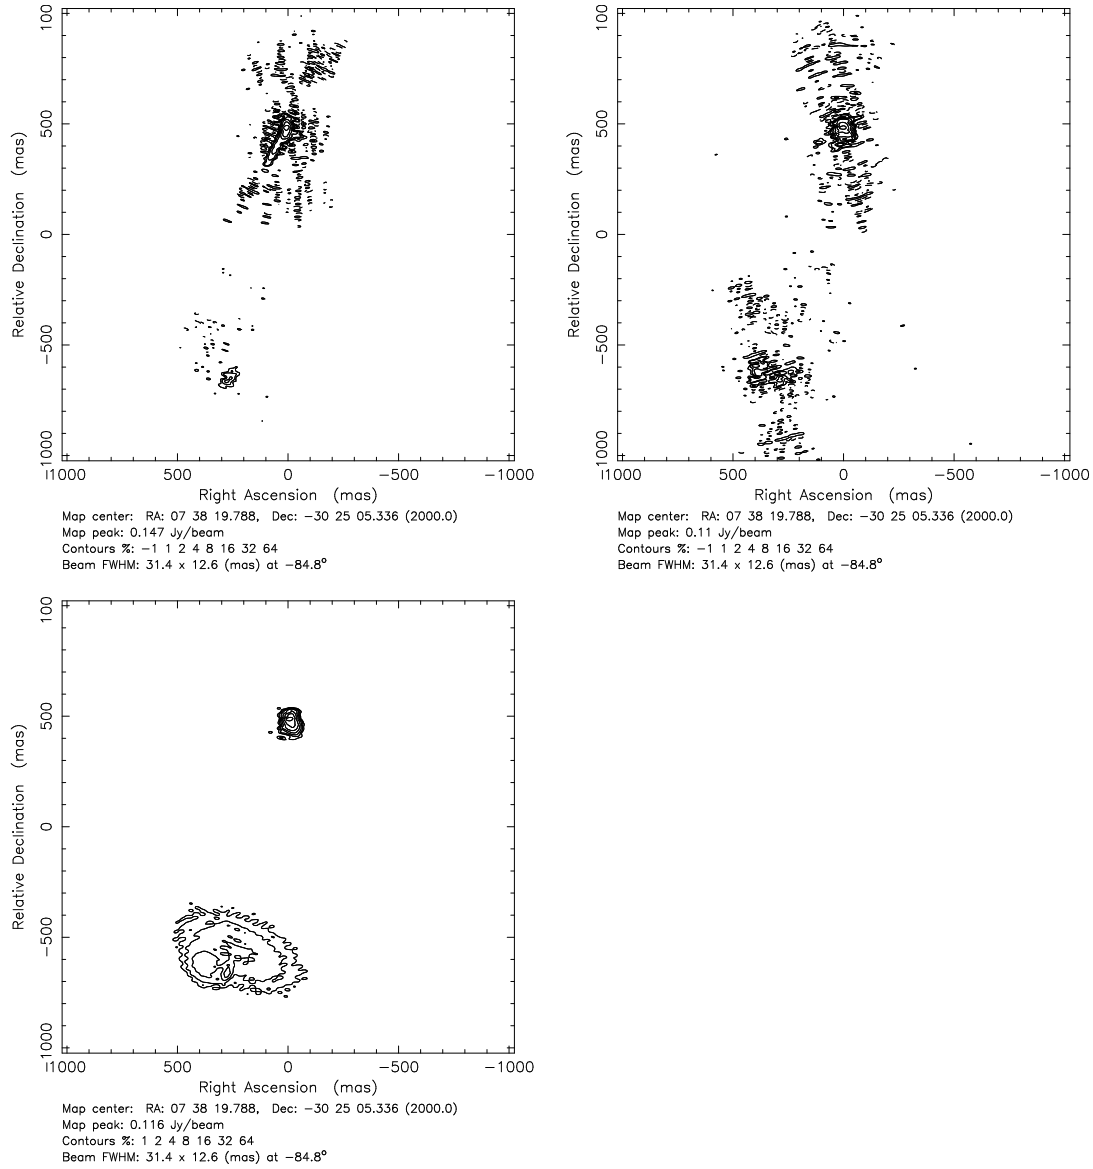 100
500
0
−500
1000
Relative Declination (mas)
11000 500 0 −500 −1000
Right Ascension (mas)
Map center: RA: 07 38 19.788, Dec: −30 25 05.336 (2000.0)
Map peak: 0.147 Jy/beam
Contours %: −1 1 2 4 8 16 32 64
Beam FWHM: 31.4 x 12.6 (mas) at −84.8°
100
500
0
−500
1000
Relative Declination (mas)
11000 500 0 −500 −1000
Right Ascension (mas)
Map center: RA: 07 38 19.788, Dec: −30 25 05.336 (2000.0)
Map peak: 0.11 Jy/beam
Contours %: −1 1 2 4 8 16 32 64
Beam FWHM: 31.4 x 12.6 (mas) at −84.8°
100
500
0
−500
1000
Relative Declination (mas)
11000 500 0 −500 −1000
Right Ascension (mas)
Map center: RA: 07 38 19.788, Dec: −30 25 05.336 (2000.0)
Map peak: 0.116 Jy/beam
Contours %: 1 2 4 8 16 32 64
Beam FWHM: 31.4 x 12.6 (mas) at −84.8°